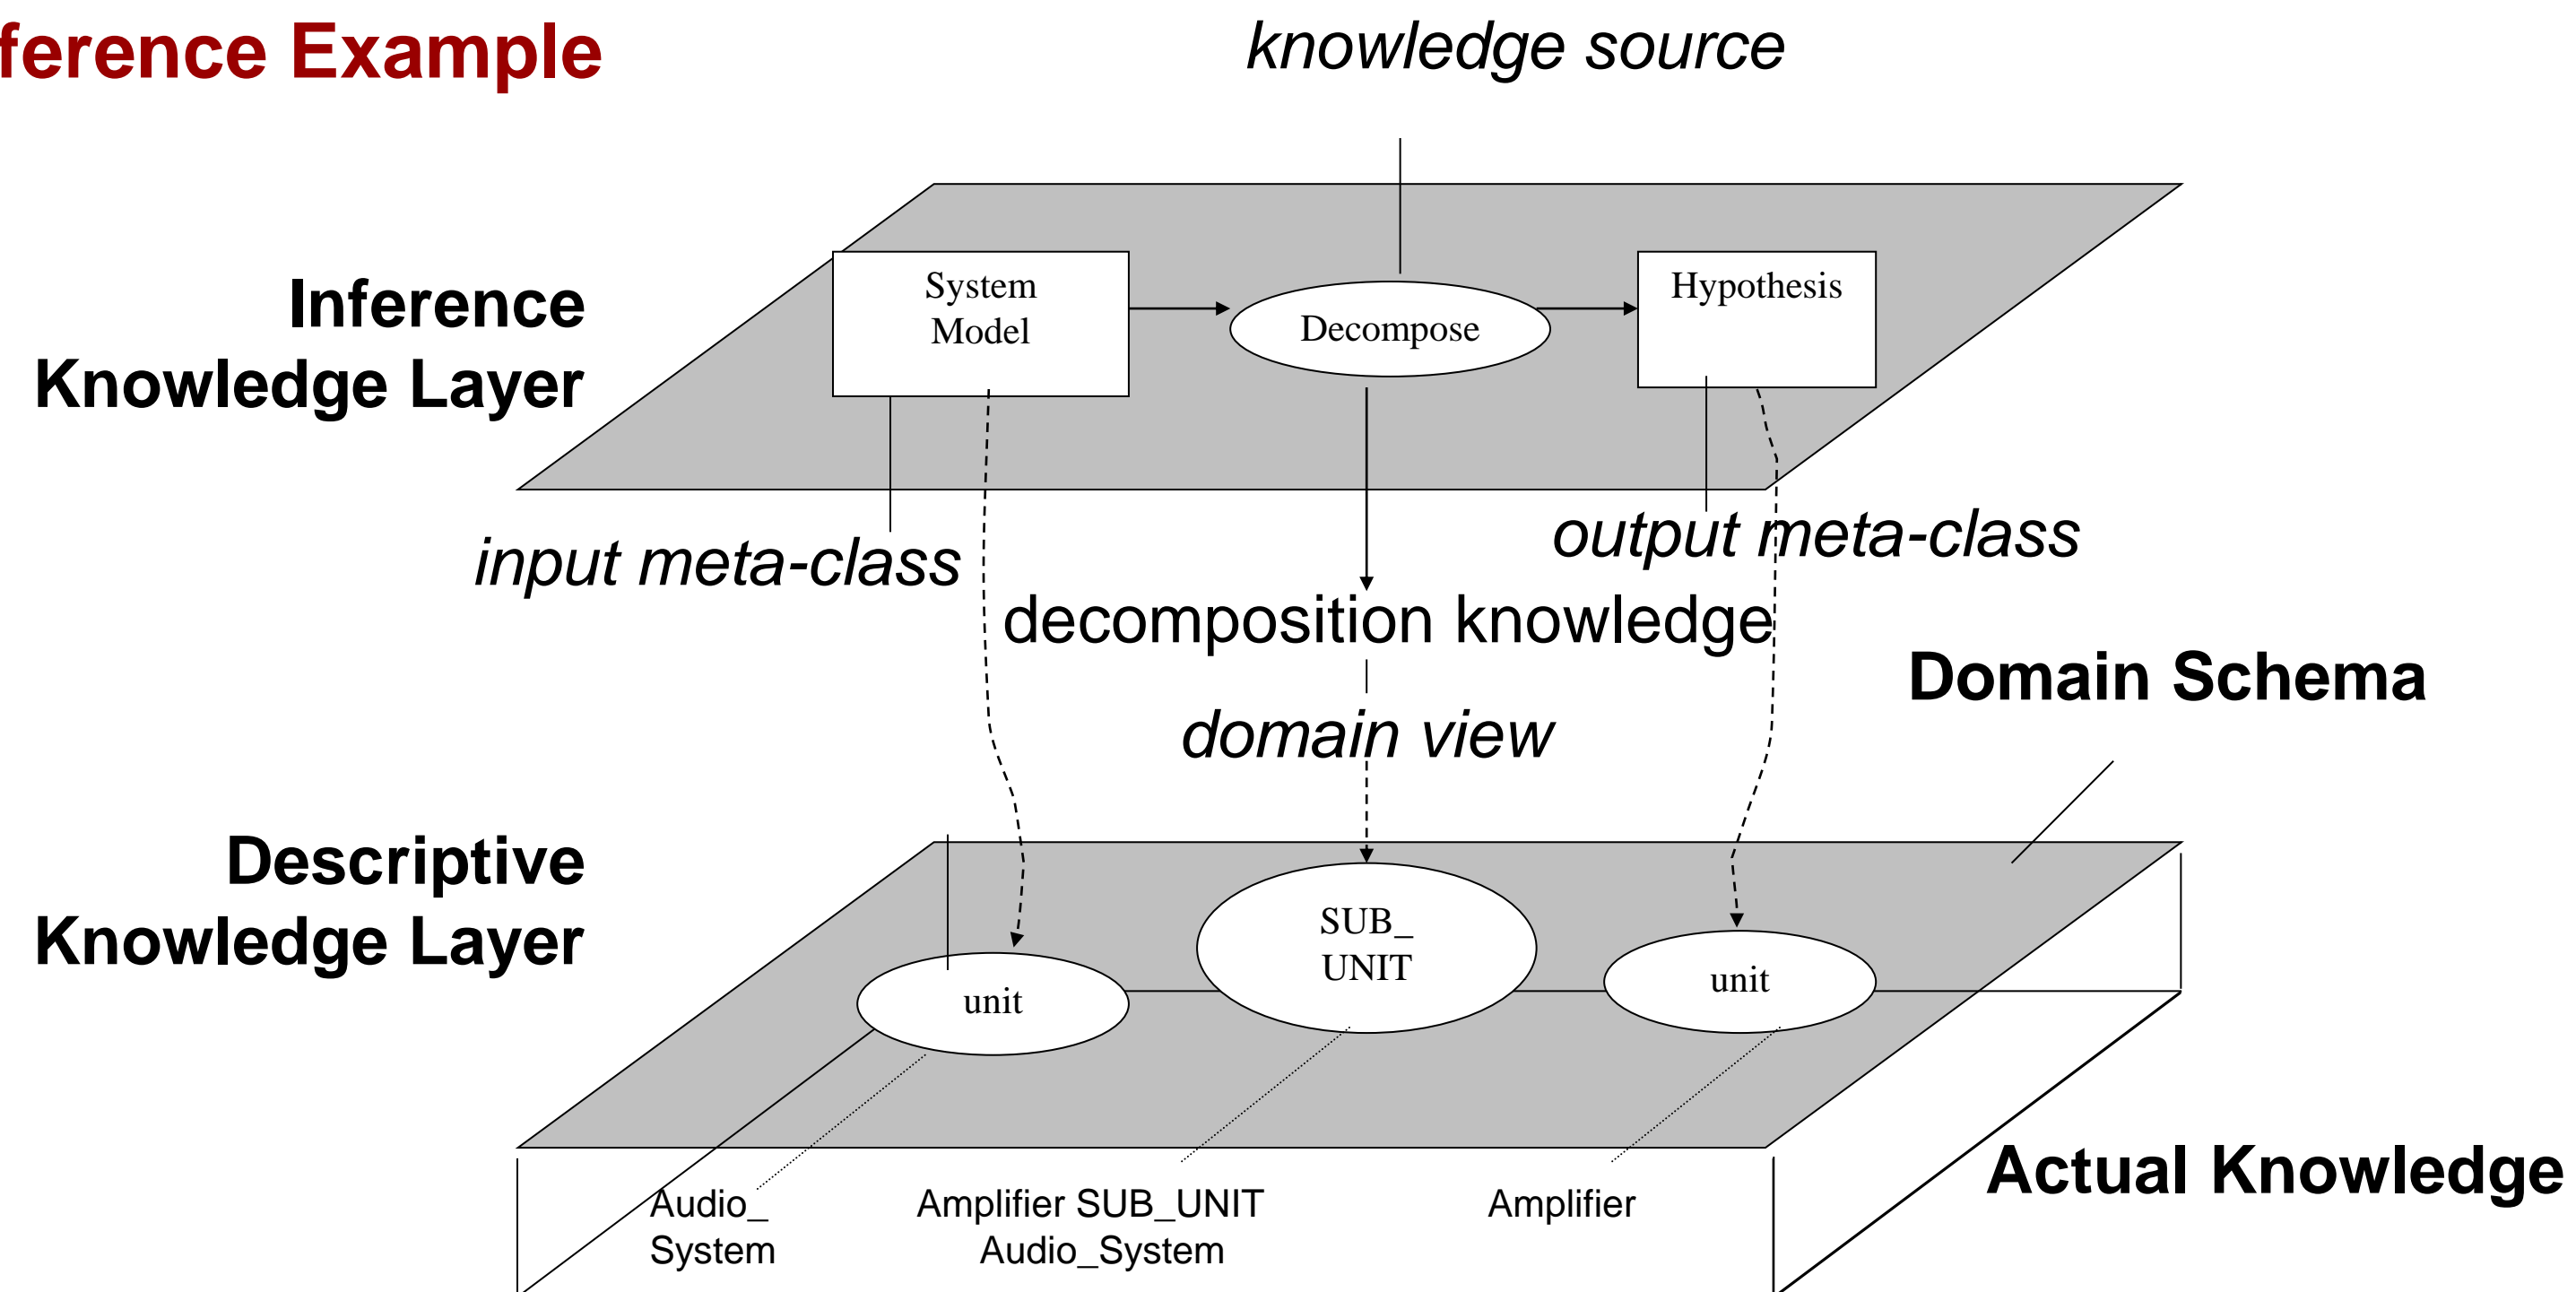 ference Example
knowledge source
System
Model
Decompose
Hypothesis
Inference
Knowledge Layer
input meta-class
output meta-class
decomposition knowledge
domain view
Domain Schema
Descriptive
Knowledge Layer
unit
SUB_
UNIT
unit
Audio_
System
Amplifier SUB_UNIT
Audio_System
Amplifier
Actual Knowledge